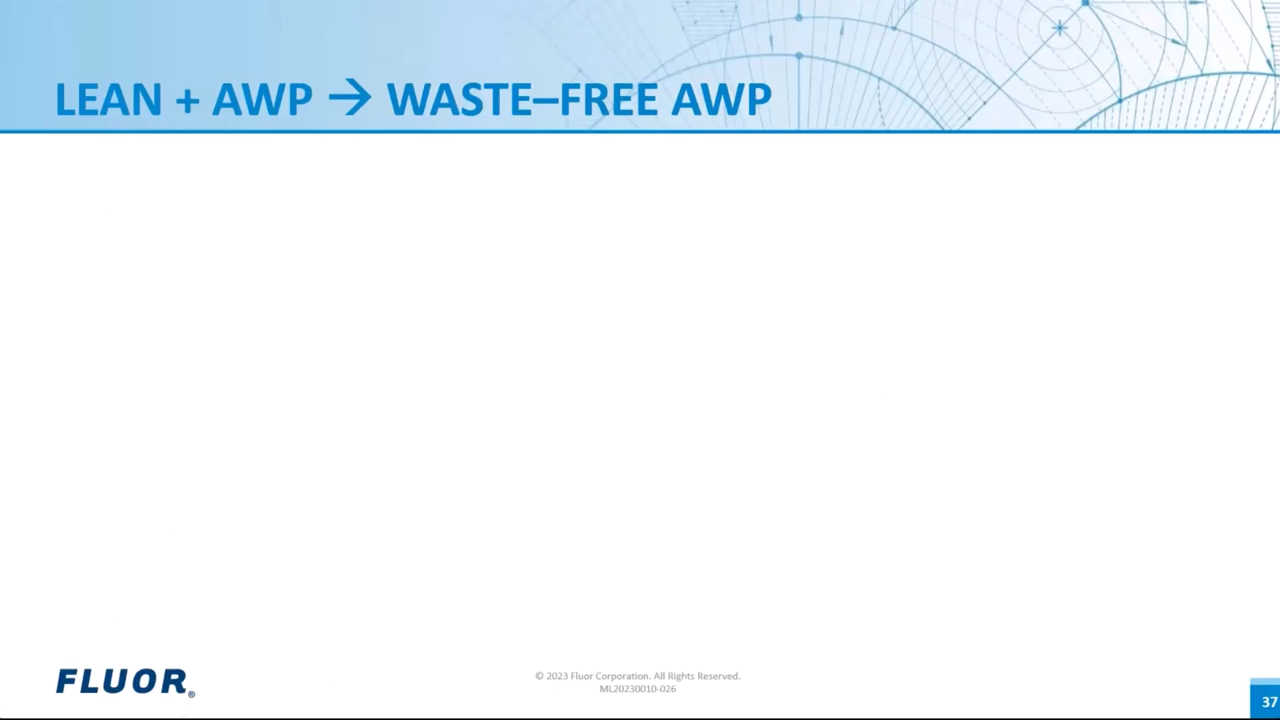 LEAN + AWP → WASTE–FREE AWP
FLUOR®
© 2023 Fluor Corporation. All Rights Reserved.
ML20230010-026
37